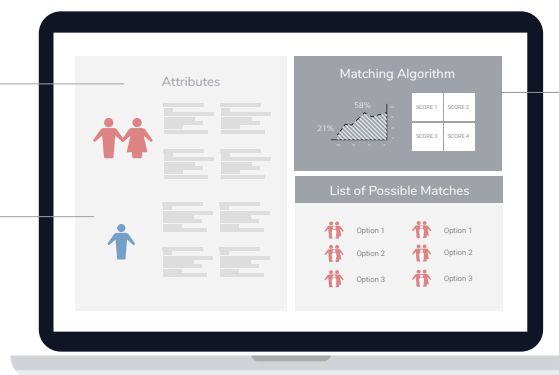 Attributes
Matching Algorithm
58%
21%
SCORE 1
SCORE 2
SCORE 3
SCORE 4
List of Possible Matches
Option 1
Option 1
Option 2
Option 2
Option 3
Option 3